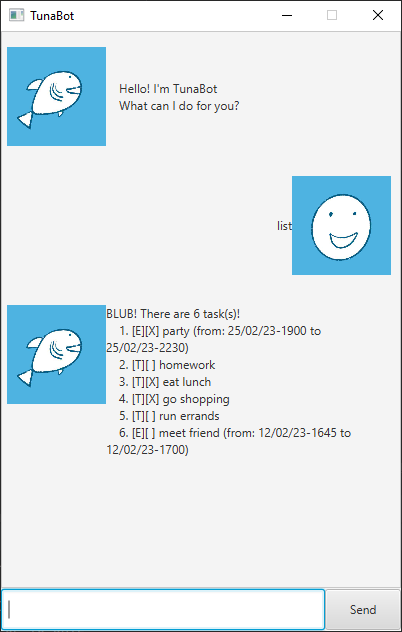 TunaBot
Hello! I'm TunaBot
What can I do for you?
list
BLUB! There are 6 task(s)!
1. [E][X] party (from: 25/02/23-1900 to
25/02/23-2230)
2. [T][ ] homework
3. [T][X] eat lunch
4. [T][X] go shopping
5. [T][ ] run errands
6. [E][ ] meet friend (from: 12/02/23-1645 to
12/02/23-1700)
Send